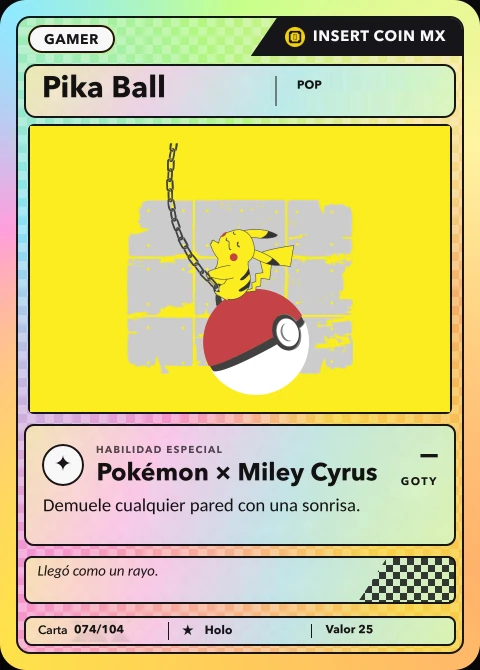 GAMER
INSERT COIN MX
Pika Ball
POP
HABILIDAD ESPECIAL
Pokémon × Miley Cyrus
GOTY
Demuele cualquier pared con una sonrisa.
Llegó como un rayo.
Carta 074/104 ★ Holo Valor 25